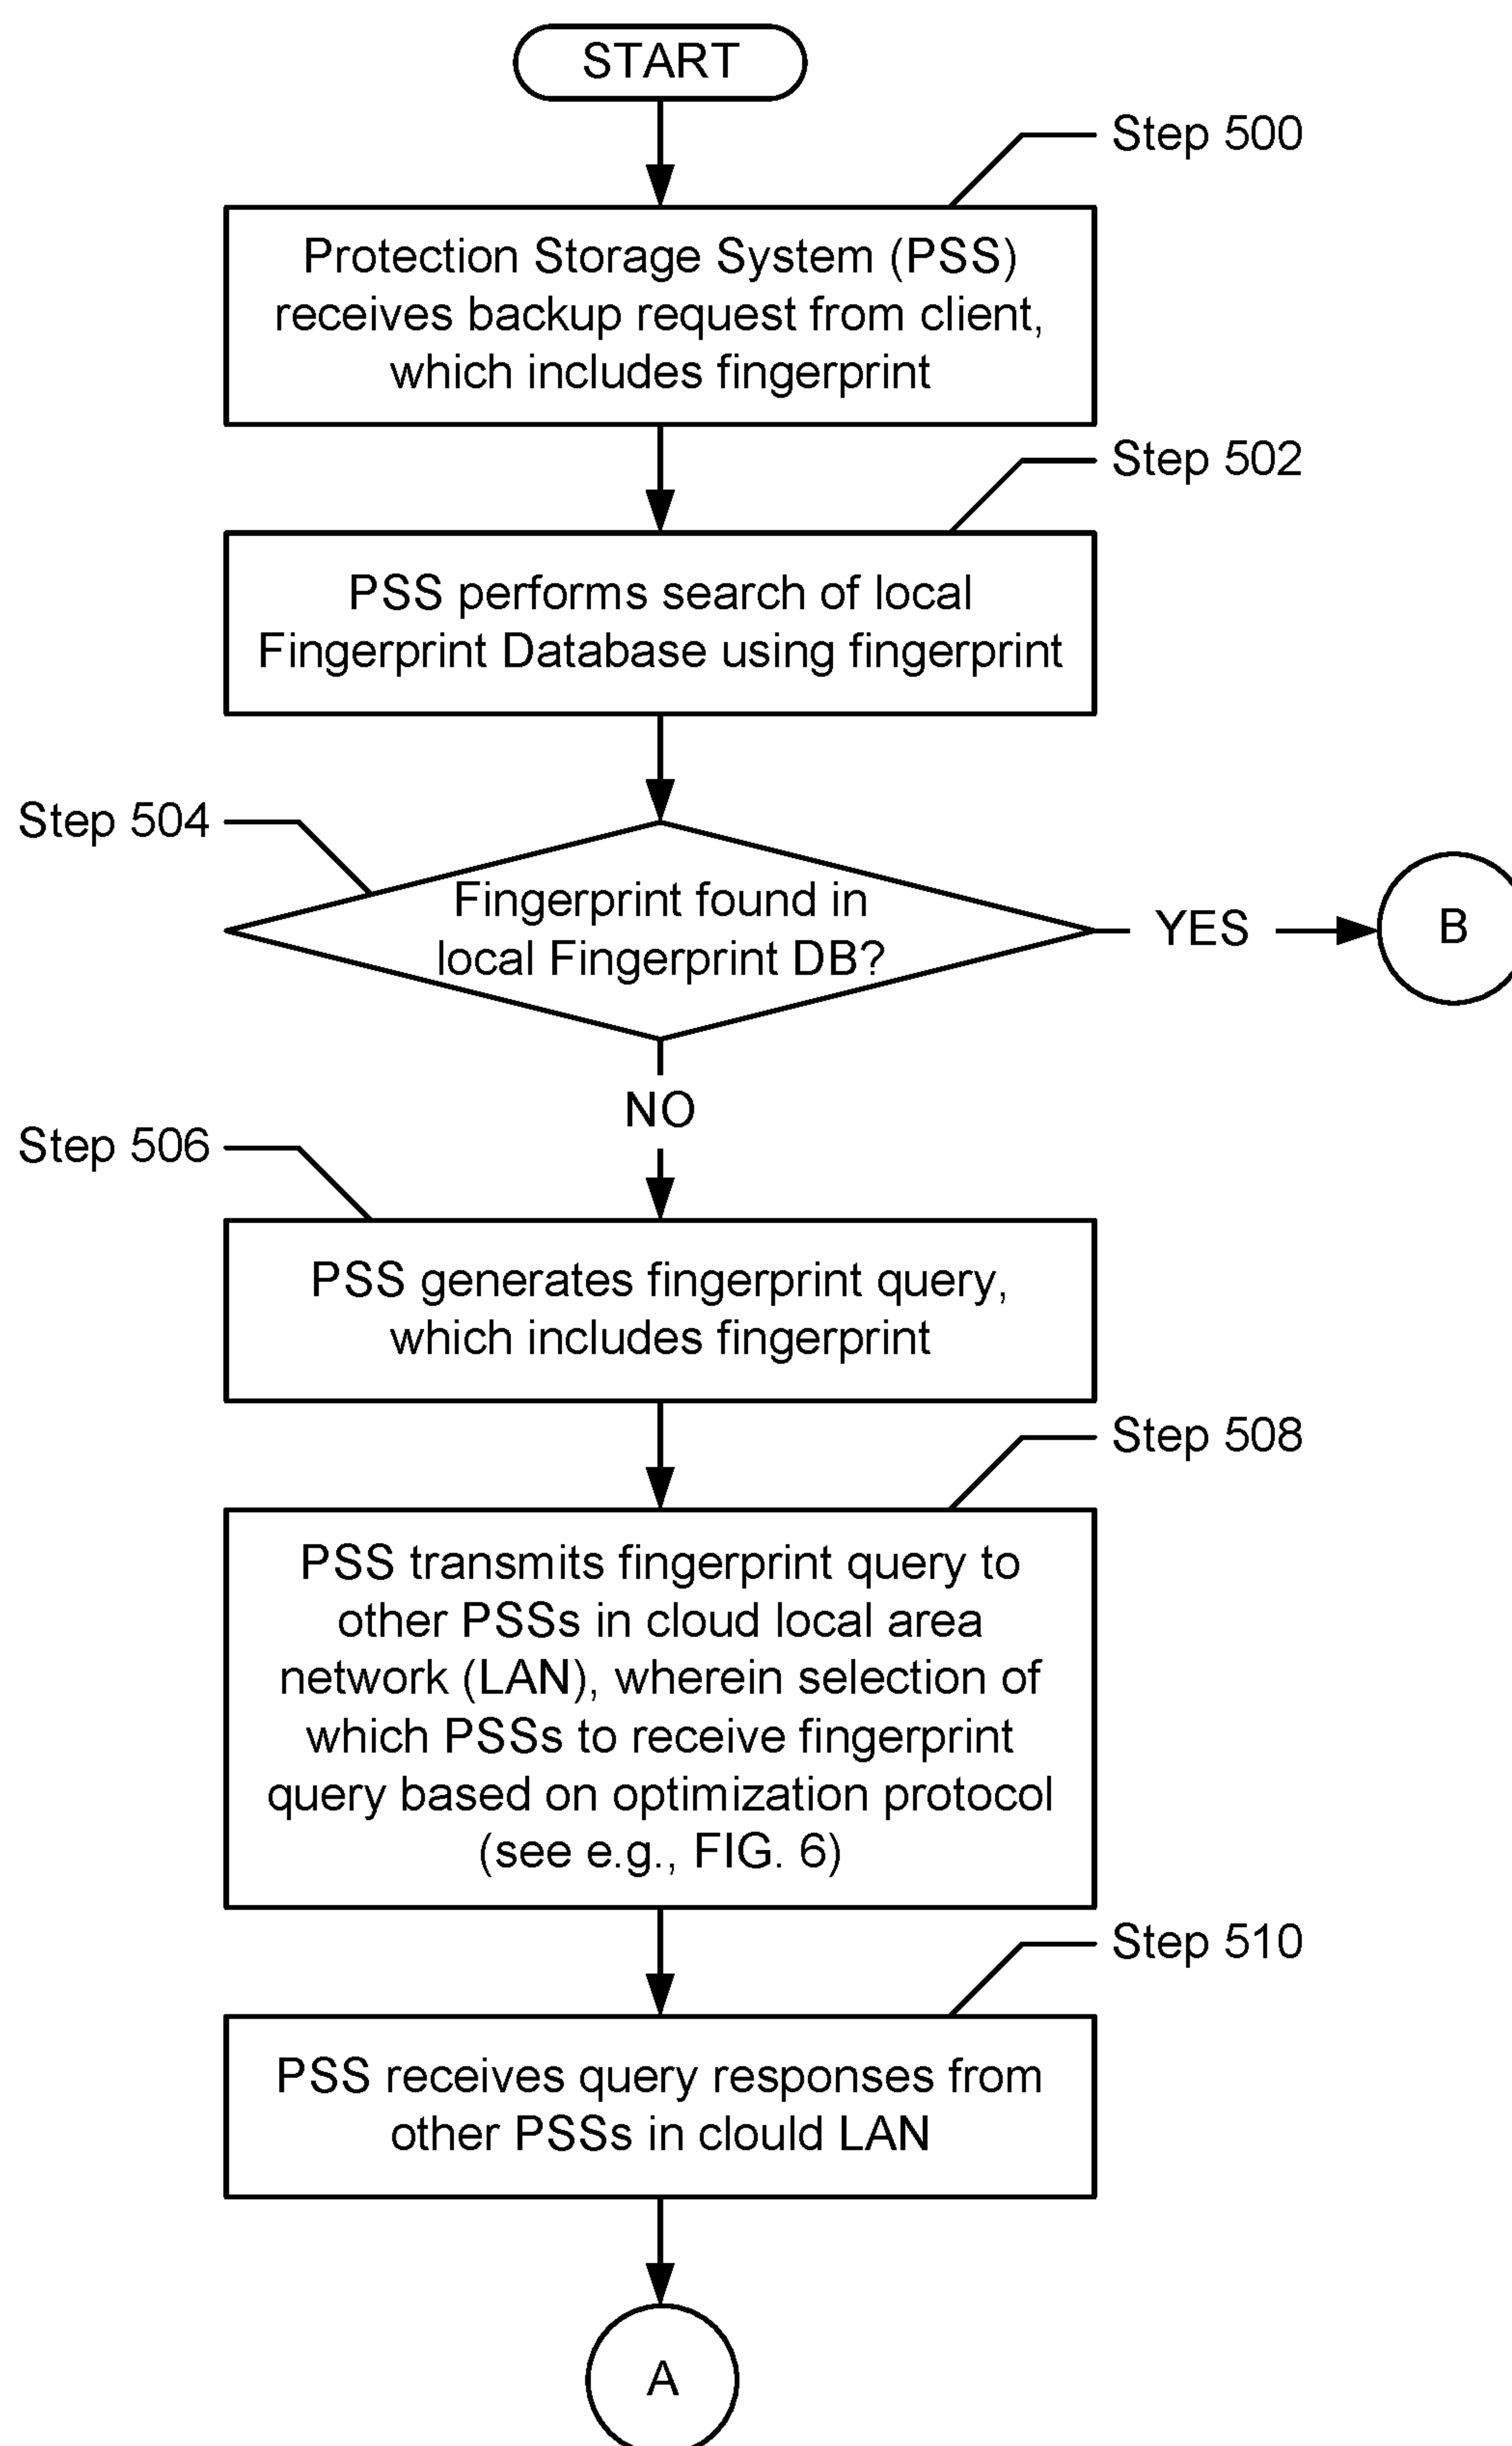 START
Step 500
Protection Storage System (PSS)
receives backup request from client,
which includes fingerprint
Step 502
PSS performs search of local
Fingerprint Database using fingerprint
Step 504
Fingerprint found in
local Fingerprint DB?
YES
B
NO
Step 506
PSS generates fingerprint query,
which includes fingerprint
Step 508
PSS transmits fingerprint query to
other PSSs in cloud local area
network (LAN), wherein selection of
which PSSs to receive fingerprint
query based on optimization protocol
(see e.g., FIG. 6)
Step 510
PSS receives query responses from
other PSSs in clould LAN
A